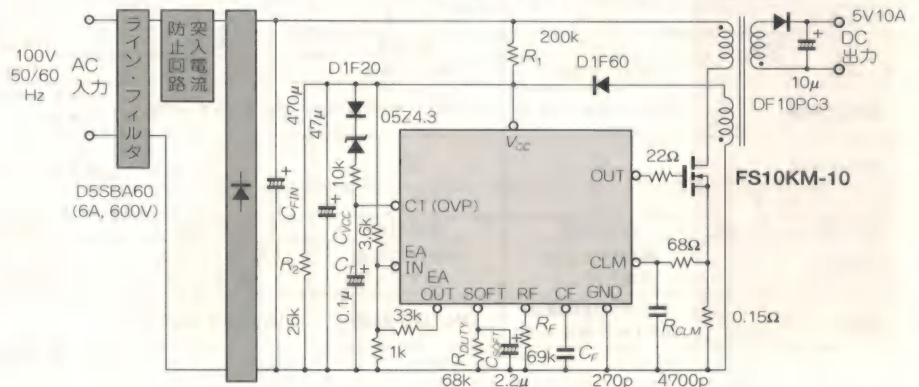 100V
50/60
Hz
AC
入力
ライン・フィルタ
突入電流
防止回路
D5SBA60
(6A, 600V)
470μ
C_FIN
R_2
25k
47μ
C_VCC
D1F20
05Z4.3
10k
C_T
0.1μ
3.6k
200k
R_1
D1F60
V_CC
C1 (OVP)
EA
IN
EA
OUT
SOFT
RF
CF
GND
OUT
CLM
33k
1k
R_DUTY
68k
C_SOFT
2.2μ
R_F
69k
C_F
270p
22Ω
FS10KM-10
68Ω
R_CLM
4700p
0.15Ω
5V10A
DC
出力
10μ
DF10PC3